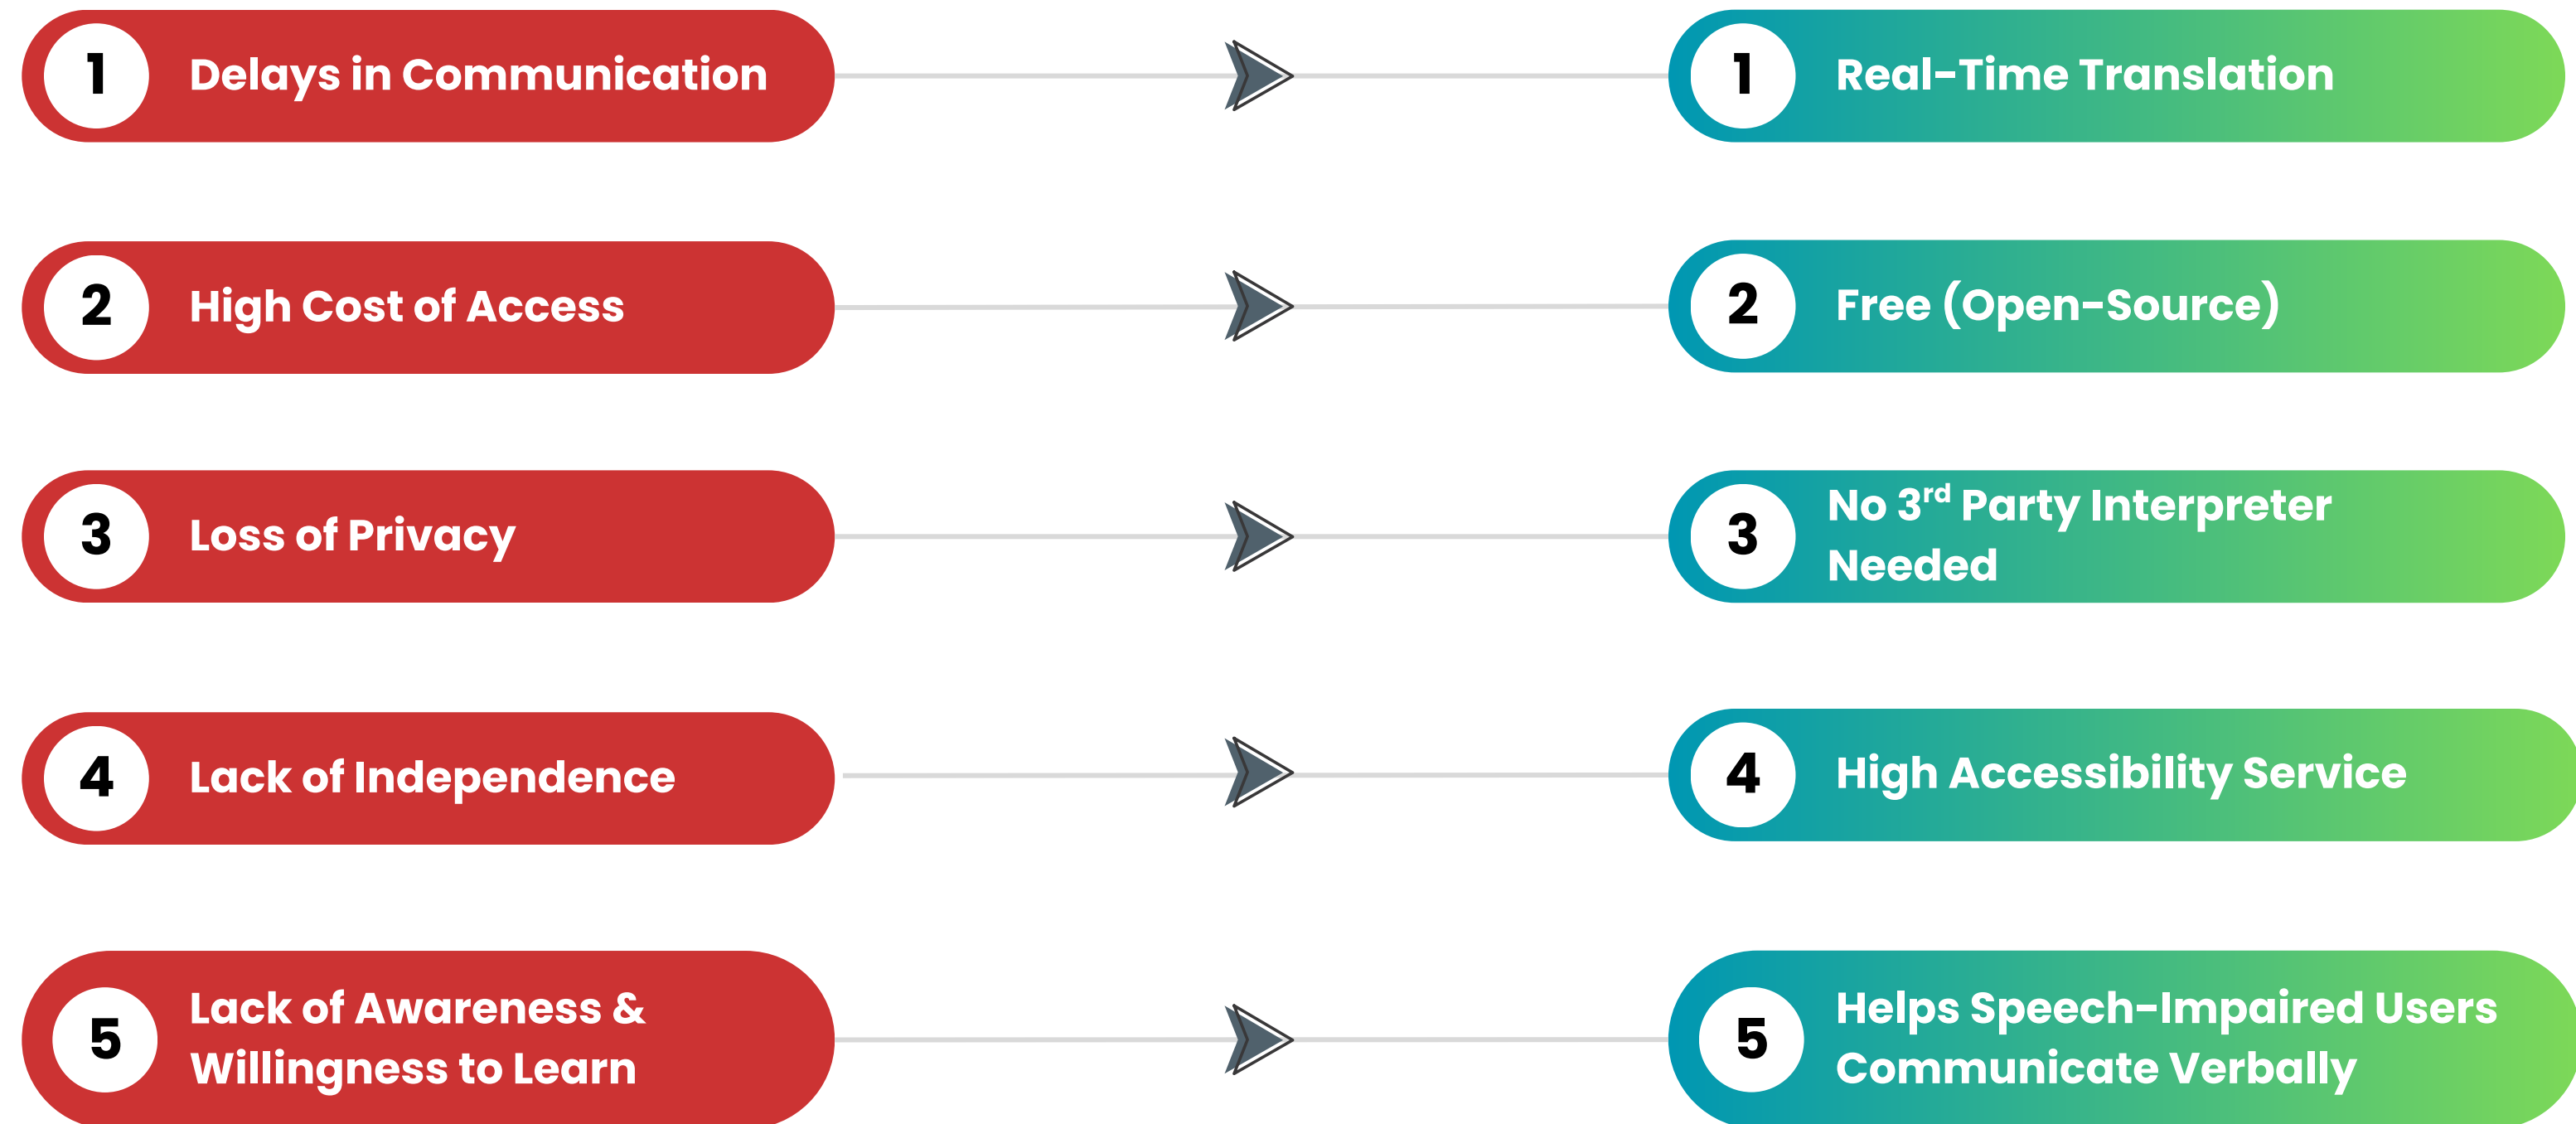 1 Delays in Communication
1 Real-Time Translation
2 High Cost of Access
2 Free (Open-Source)
3 Loss of Privacy
3 No 3rd Party Interpreter
Needed
4 Lack of Independence
4 High Accessibility Service
5 Lack of Awareness &
Willingness to Learn
5 Helps Speech-Impaired Users
Communicate Verbally